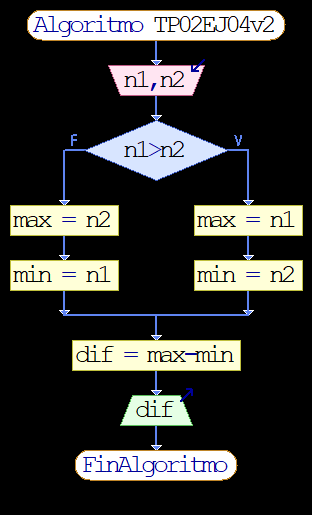 Algoritmo TP02EJ04v2
n1,n2
n1>n2
F
V
max = n2
max = n1
min = n1
min = n2
dif = max-min
dif
FinAlgoritmo